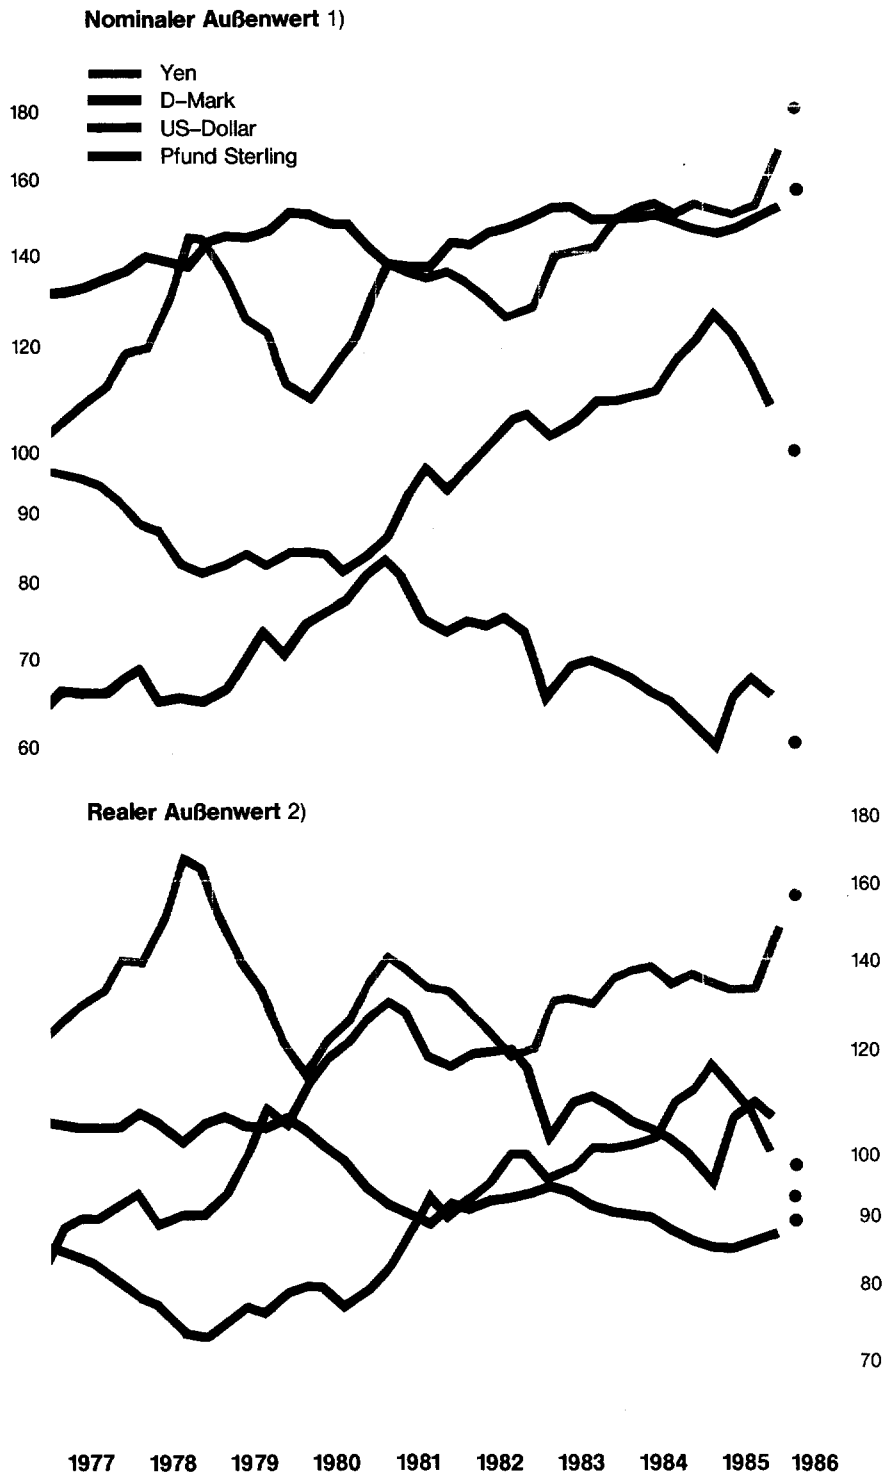 Nominaler Außenwert 1)
Yen
D–Mark
US–Dollar
Pfund Sterling
180
160
140
120
100
90
80
70
60
Realer Außenwert 2)
180
160
140
120
100
90
80
70
1977 1978 1979 1980 1981 1982 1983 1984 1985 1986